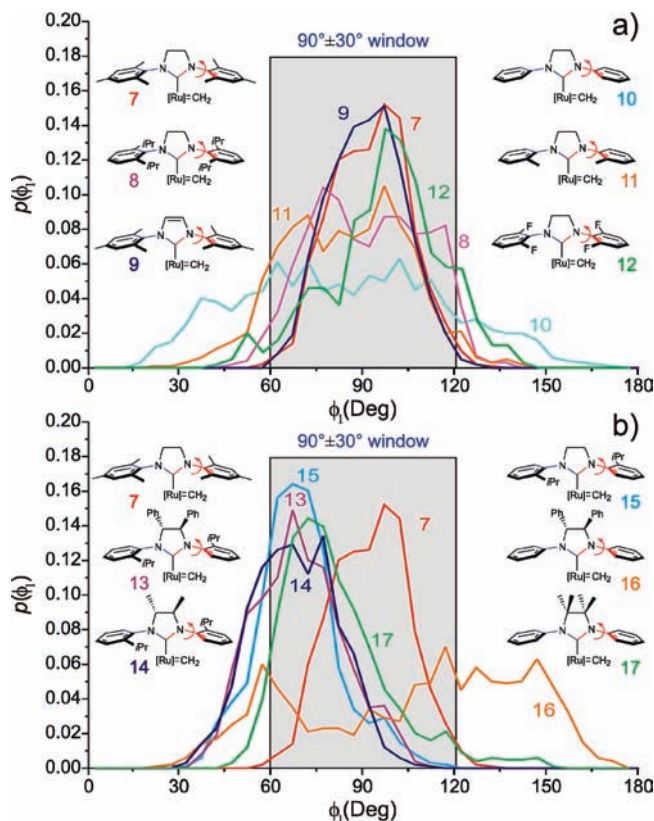 a)
90°±30° window
0.20
0.18
0.16
0.14
0.12
0.10
0.08
0.06
0.04
0.02
0.00
p(ϕ₁)
N N
[Ru]=CH₂
7
iPr iPr
N N
iPr iPr
[Ru]=CH₂
8
N N
[Ru]=CH₂
9
N N
[Ru]=CH₂
10
N N
[Ru]=CH₂
11
F F
N N
F F
[Ru]=CH₂
12
9
7
12
11
8
10
0 30 60 90 120 150 180
ϕ₁(Deg)
b)
90°±30° window
0.20
0.18
0.16
0.14
0.12
0.10
0.08
0.06
0.04
0.02
0.00
p(ϕ₁)
N N
[Ru]=CH₂
7
Ph Ph
iPr
N N
iPr
[Ru]=CH₂
13
iPr
N N
iPr
[Ru]=CH₂
14
iPr
N N
iPr
[Ru]=CH₂
15
Ph Ph
N N
[Ru]=CH₂
16
N N
[Ru]=CH₂
17
15
13
7
14
17
16
0 30 60 90 120 150 180
ϕ₁(Deg)